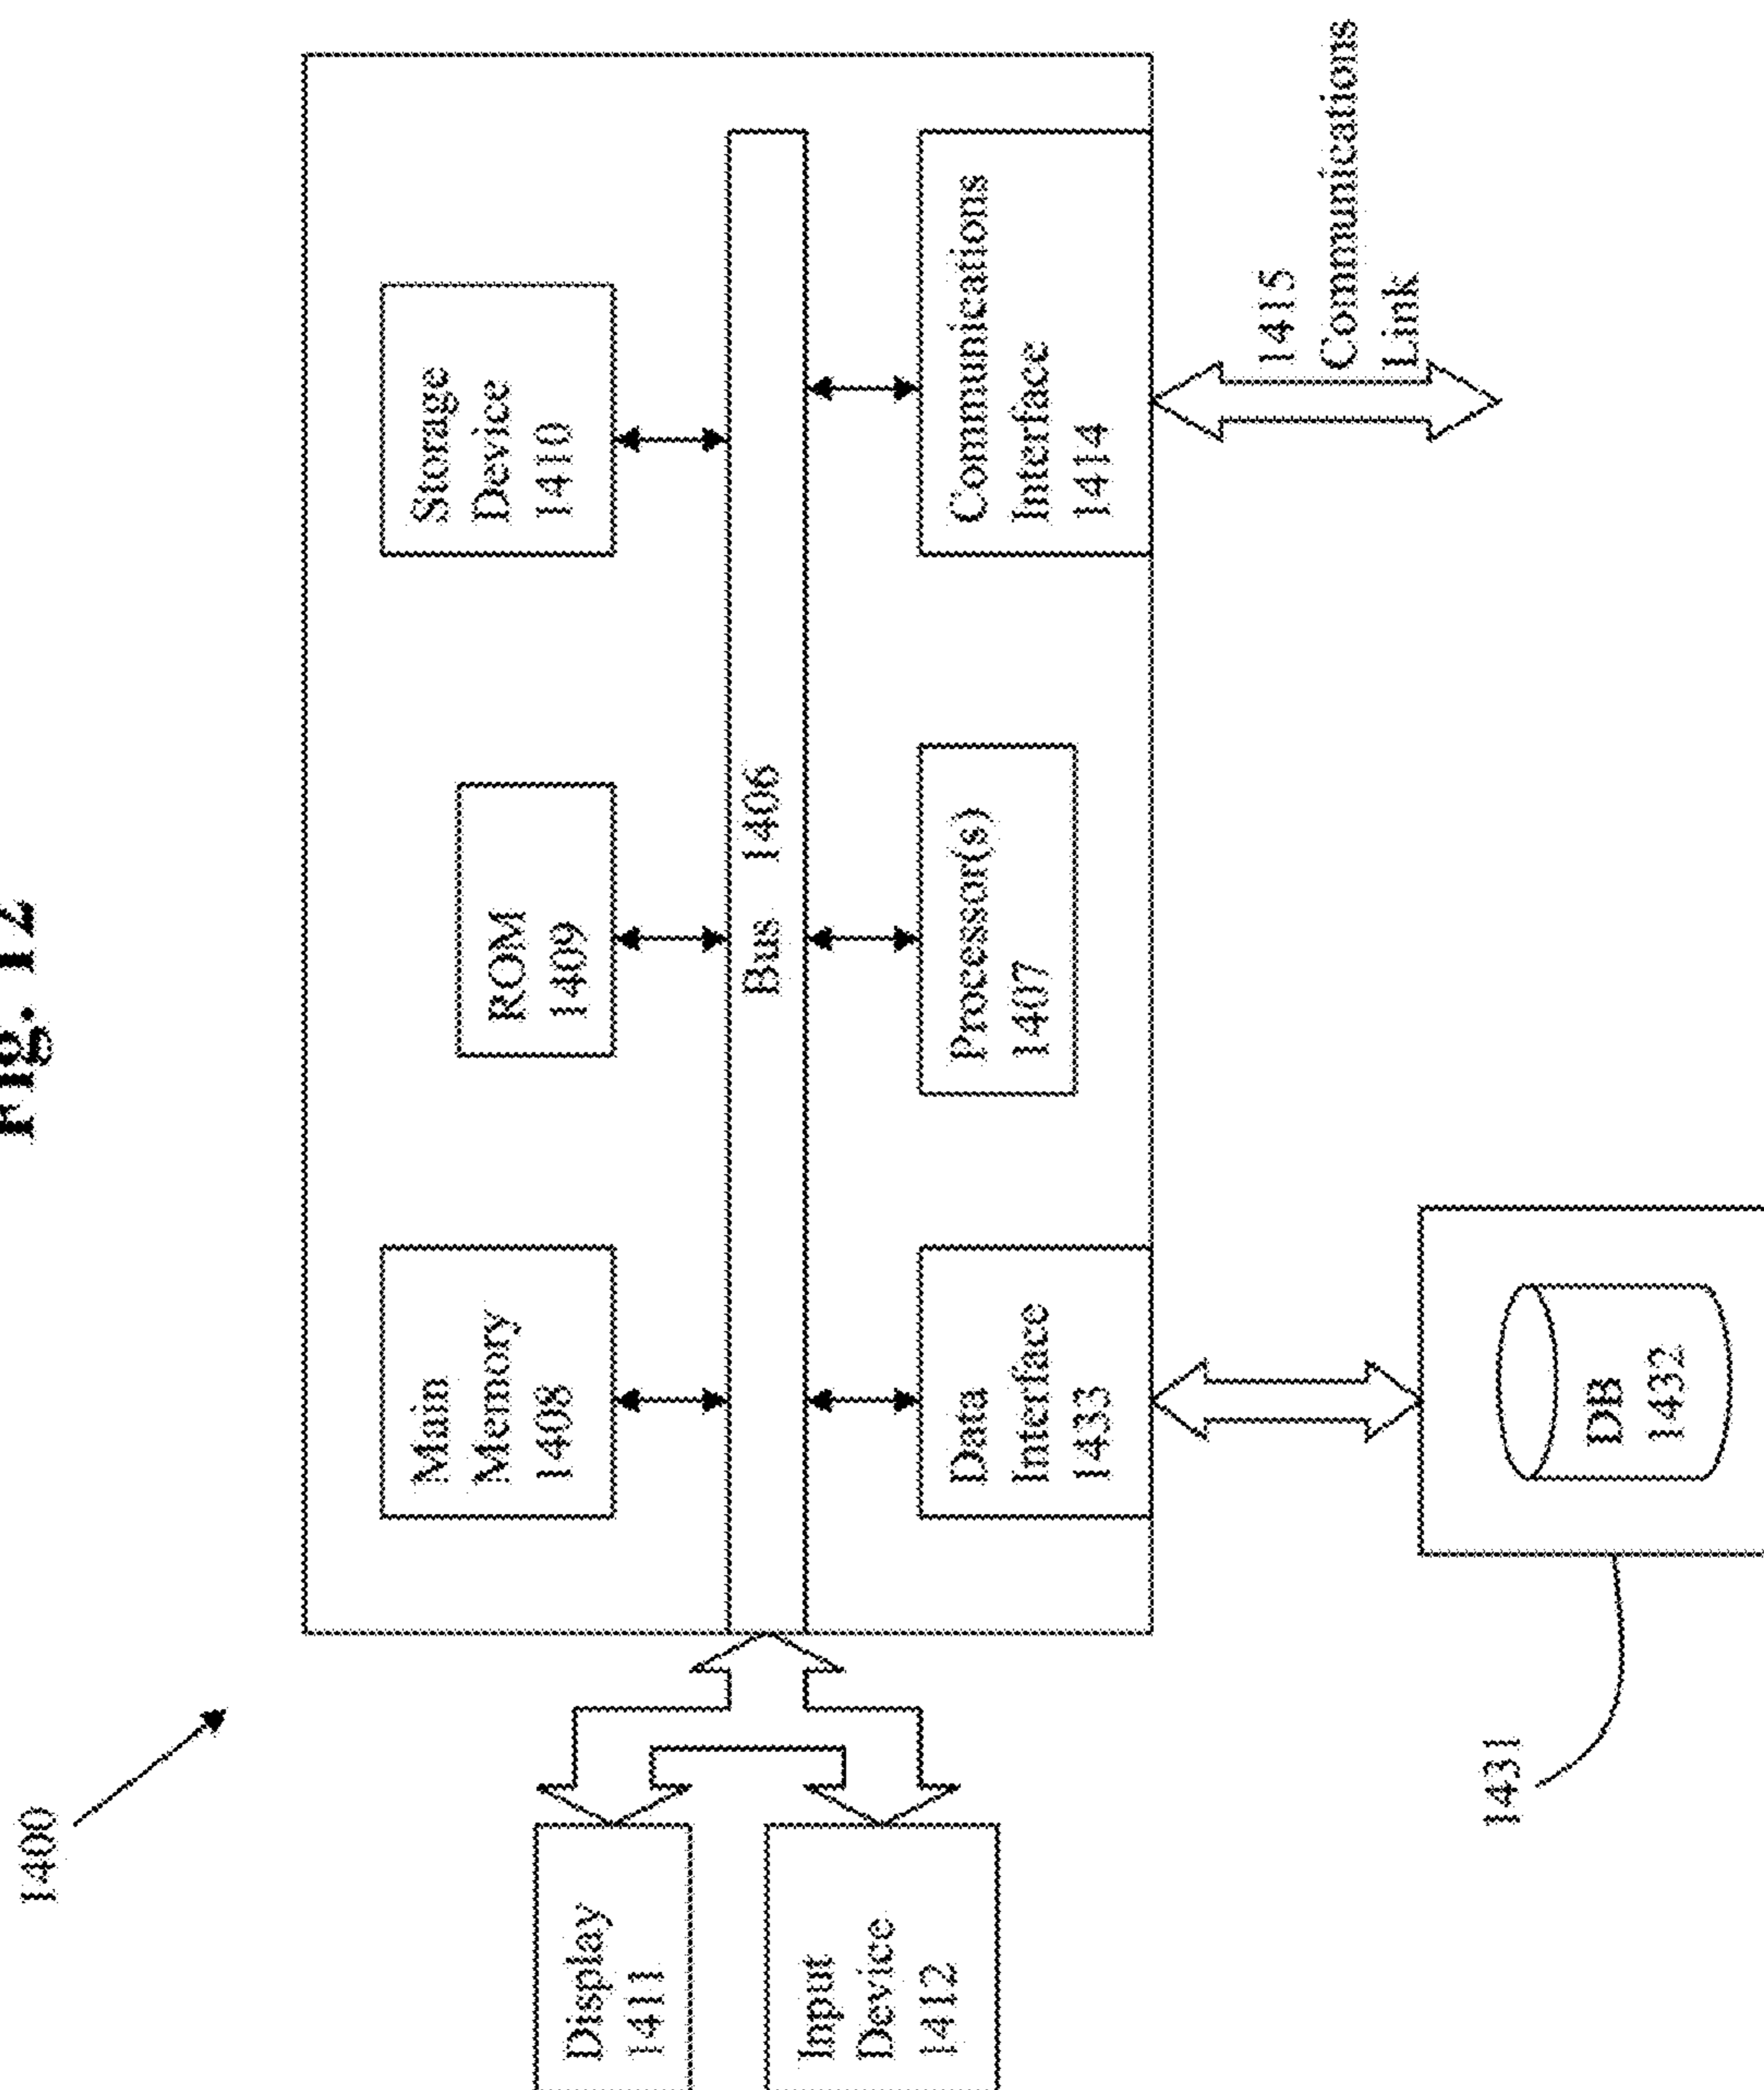 Fig. 12
1400
Main
Memory
1408
ROM
1409
Storage
Device
1410
Bus 1406
Display
1411
Input
Device
1412
Data
Interface
1433
Processor(s)
1407
Communications
Interface
1414
1415
Communications
Link
1431
DB
1432